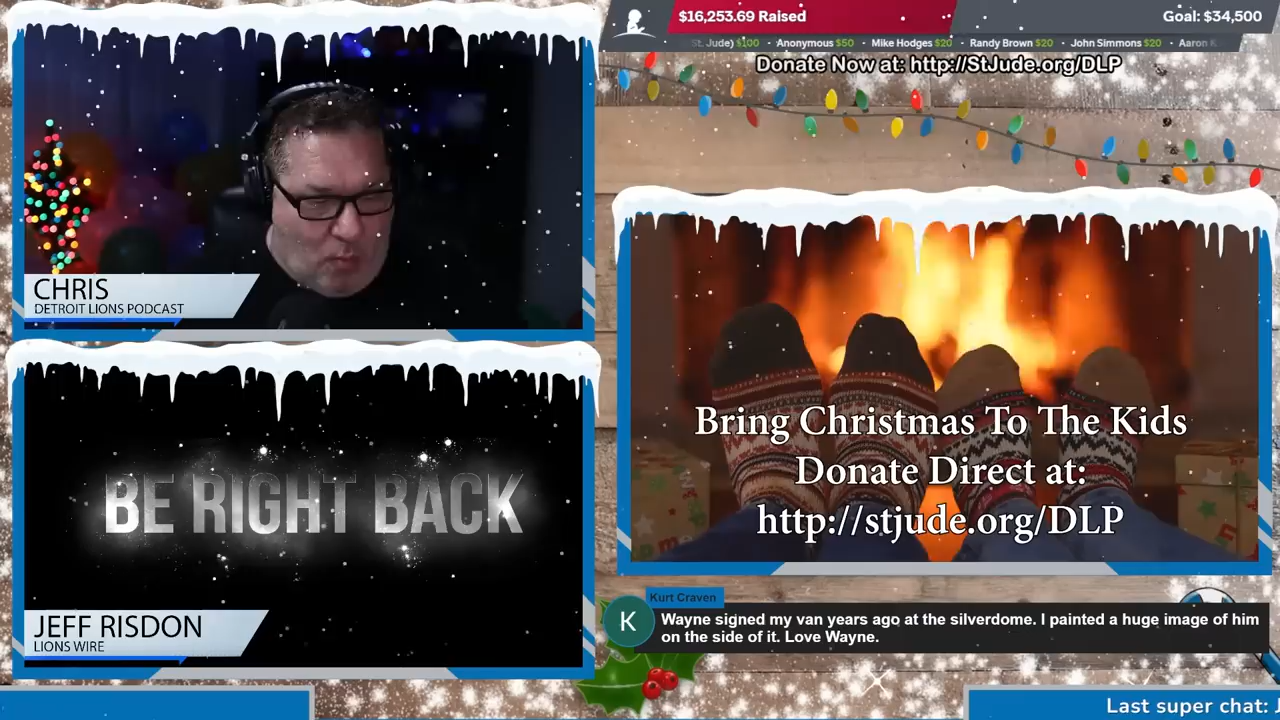 $16,253.69 Raised
Goal: $34,500
St. Jude) $100 · Anonymous $50 · Mike Hodges $20 · Randy Brown $20 · John Simmons $20 · Aaron
Donate Now at: http://StJude.org/DLP
CHRIS
DETROIT LIONS PODCAST
BE RIGHT BACK
JEFF RISDON
LIONS WIRE
Bring Christmas To The Kids
Donate Direct at:
http://stjude.org/DLP
Kurt Craven
K
Wayne signed my van years ago at the silverdome. I painted a huge image of him
on the side of it. Love Wayne.
Last super chat: